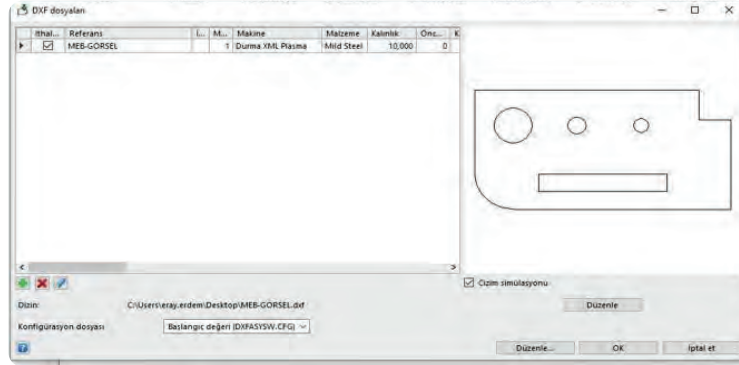 DXF dosyaları
İthal... Referans İ... M... Makine Malzeme Kalınlık Önc... K
MEB-GORSEL 1 Durma XML Plasma Mild Steel 10,000 0
Cizim simülasyonu
Dizin: C:\Users\eray.erdem\Desktop\MEB-GORSEL.dxf
Düzenle
Konfigürasyon dosyası Başlangıc değeri (DXFASYSW.CFG)
Düzenle... OK İptal et